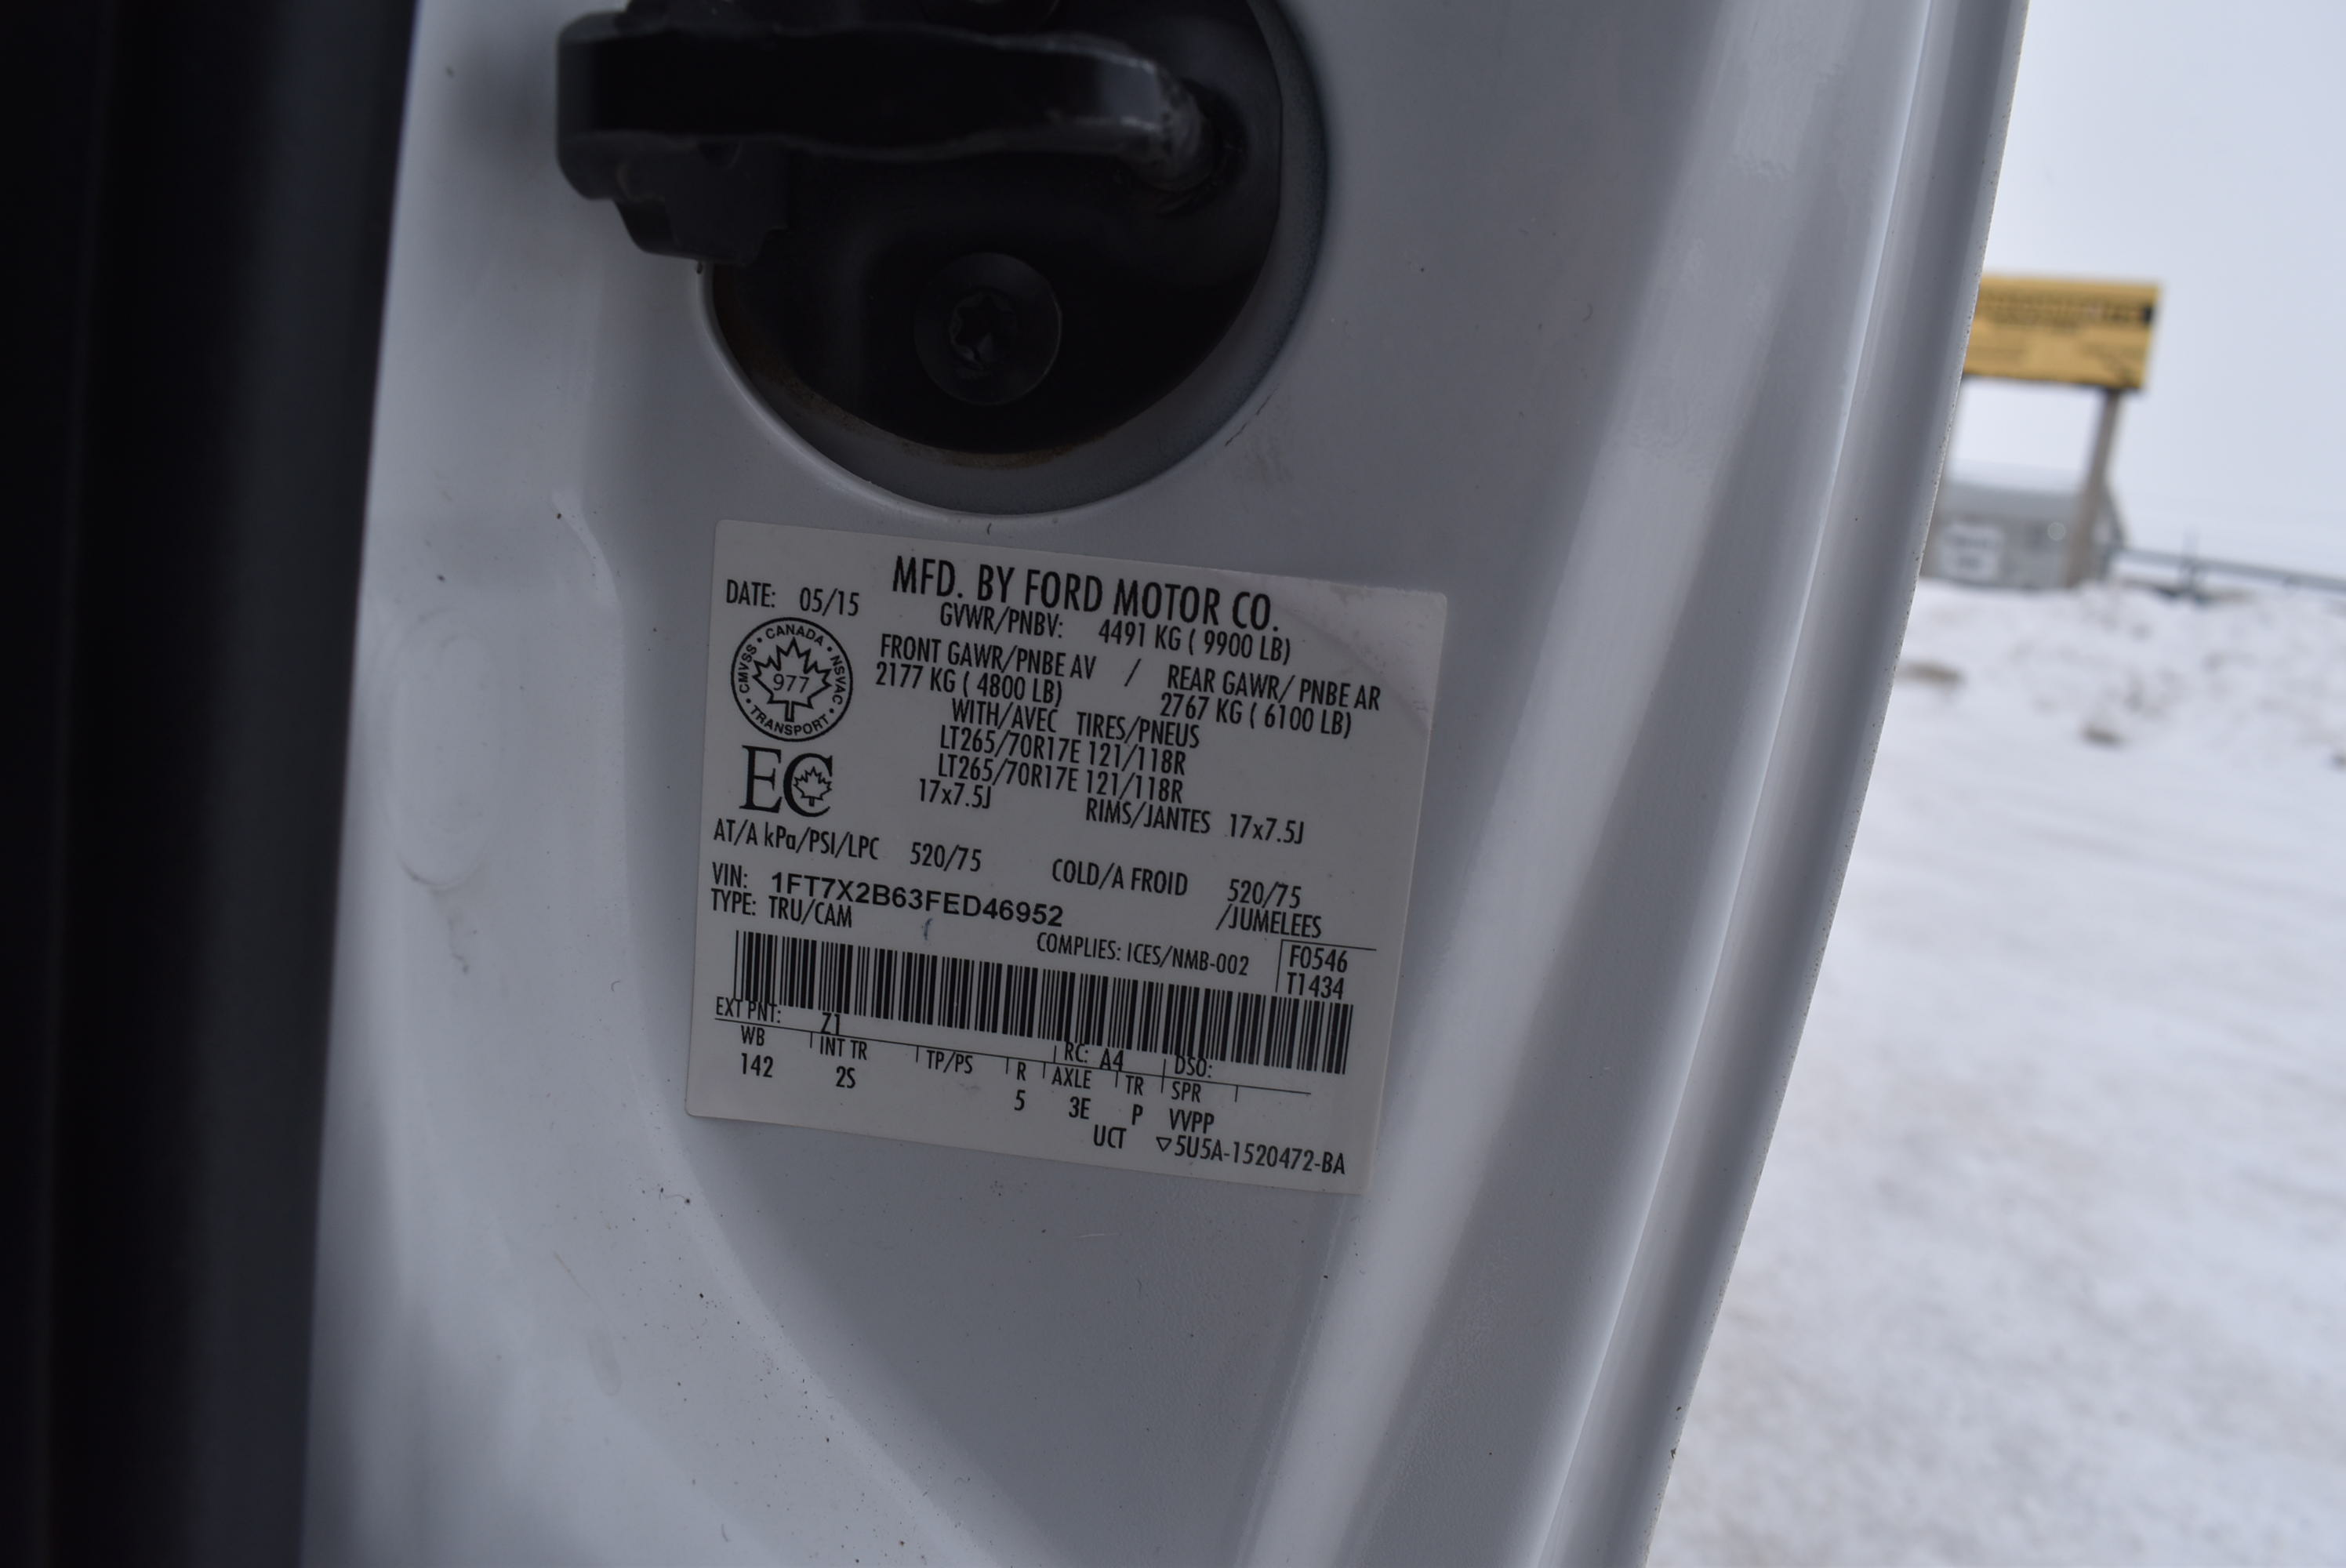 MFD. BY FORD MOTOR CO.
DATE: 05/15
GVWR/PNBV: 4491 KG ( 9900 LB)
FRONT GAWR/PNBE AV / REAR GAWR/ PNBE AR
2177 KG ( 4800 LB) 2767 KG ( 6100 LB)
WITH/AVEC TIRES/PNEUS
LT265/70R17E 121/118R
LT265/70R17E 121/118R
17x7.5J RIMS/JANTES 17x7.5J
CANADA
CMVSS NSVAC
977
TRANSPORT
EC
AT/A kPa/PSI/LPC 520/75 COLD/A FROID 520/75
/JUMELEES
VIN: 1FT7X2B63FED46952
TYPE: TRU/CAM
COMPLIES: ICES/NMB-002
F0546
T1434
EXT PNT: Z1 RC: A4 DSO:
WB INT TR TP/PS R AXLE TR SPR
142 2S 5 3E P VVPP
UCT ▽5U5A-1520472-BA